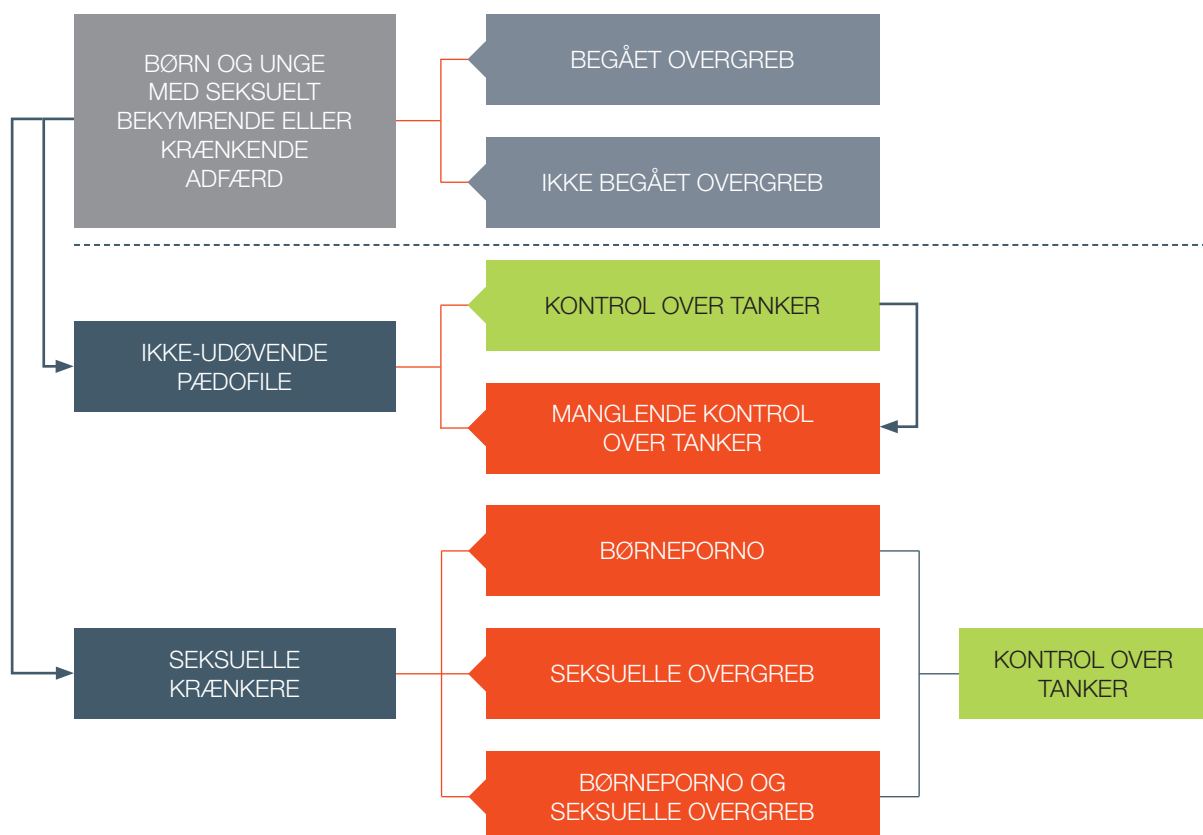 BØRN OG UNGE
MED SEKSUELT
BEKYMRENDE ELLER
KRÆNKENDE
ADFÆRD
BEGÅET OVERGREB
IKKE BEGÅET OVERGREB
IKKE-UDØVENDE
PÆDOFILE
KONTROL OVER TANKER
MANGLENDE KONTROL
OVER TANKER
SEKSUELLE
KRÆNKERE
BØRNEPORNO
SEKSUELLE OVERGREB
BØRNEPORNO OG
SEKSUELLE OVERGREB
KONTROL OVER
TANKER